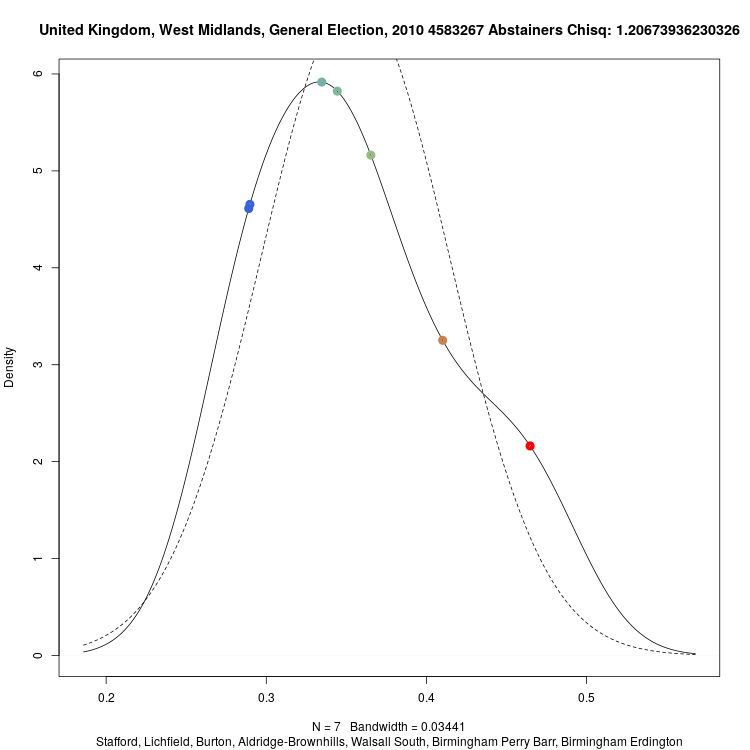 United Kingdom, West Midlands, General Election, 2010 4583267 Abstainers Chisq: 1.20673936230326
6
5
4
3
2
1
0
Density
0.2 0.3 0.4 0.5
N = 7 Bandwidth = 0.03441
Stafford, Lichfield, Burton, Aldridge-Brownhills, Walsall South, Birmingham Perry Barr, Birmingham Erdington